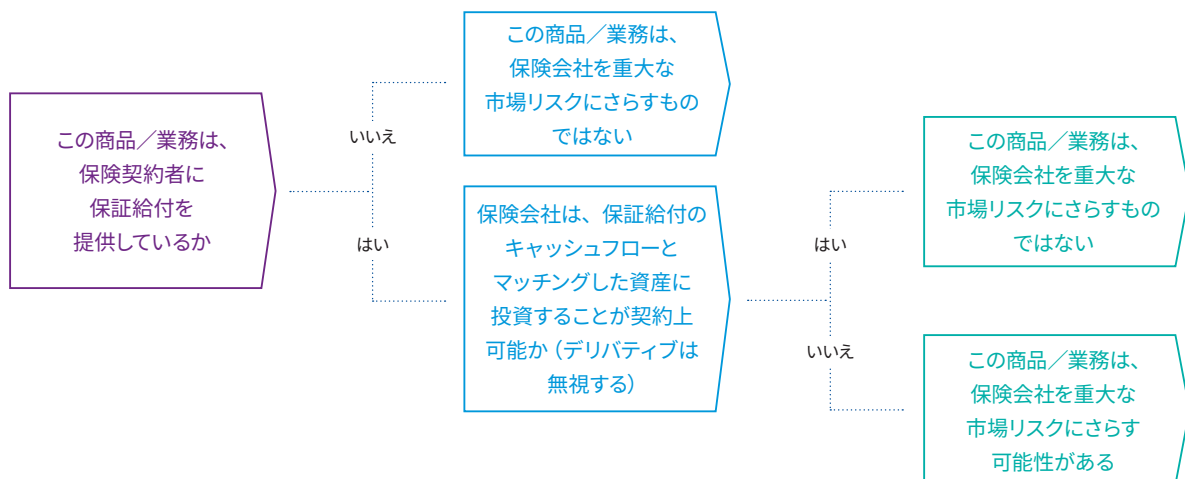 この商品／業務は、
保険契約者に
保証給付を
提供しているか
いいえ
はい
この商品／業務は、
保険会社を重大な
市場リスクにさらすもの
ではない
保険会社は、保証給付の
キャッシュフローと
マッチングした資産に
投資することが契約上
可能か（デリバティブは
無視する）
はい
いいえ
この商品／業務は、
保険会社を重大な
市場リスクにさらすもの
ではない
この商品／業務は、
保険会社を重大な
市場リスクにさらす
可能性がある